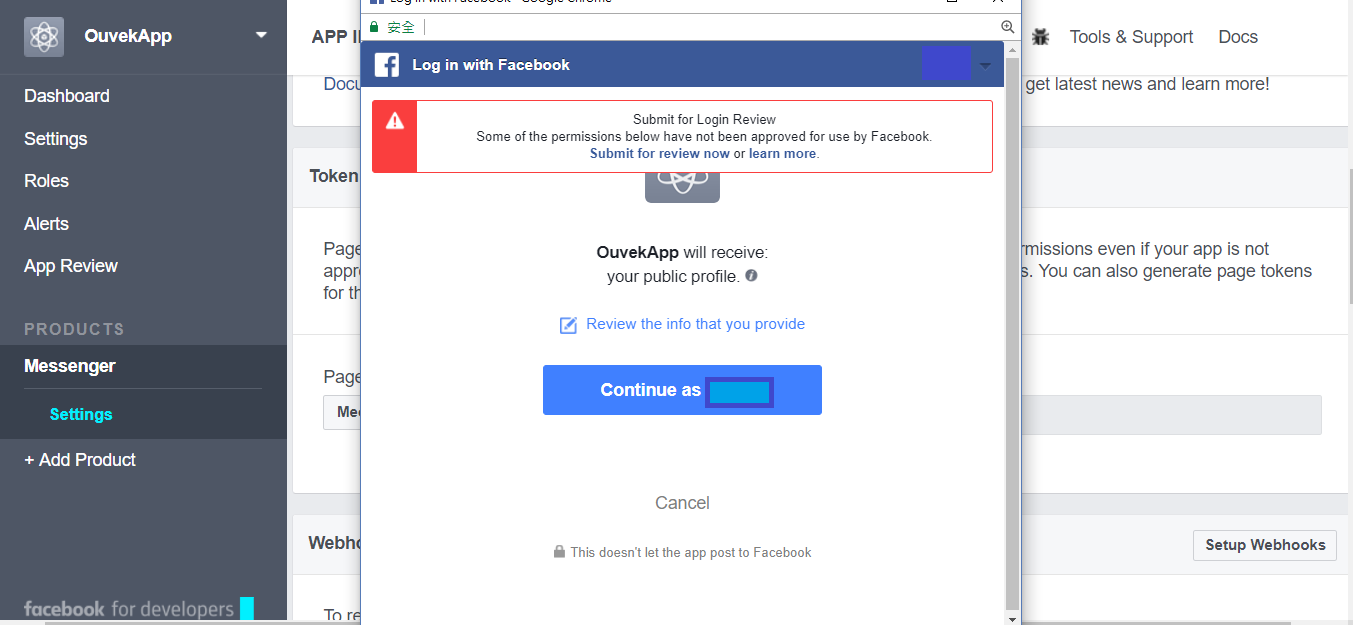 Log in with Facebook - Google Chrome
安全
OuvekApp
APP
Tools & Support
Docs
Log in with Facebook
Dashboard
Settings
Roles
Alerts
App Review
PRODUCTS
Messenger
Settings
+ Add Product
facebook for developers
get latest news and learn more!
Submit for Login Review
Some of the permissions below have not been approved for use by Facebook.
Submit for review now or learn more.
Token
OuvekApp will receive:
your public profile.
Page
rmissions even if your app is not
appr
s. You can also generate page tokens
for th
Review the info that you provide
Page
Continue as
Cancel
This doesn't let the app post to Facebook
Webho
Setup Webhooks
To re